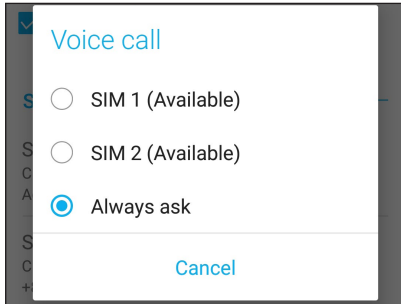 Voice call
SIM 1 (Available)
SIM 2 (Available)
Always ask
Cancel